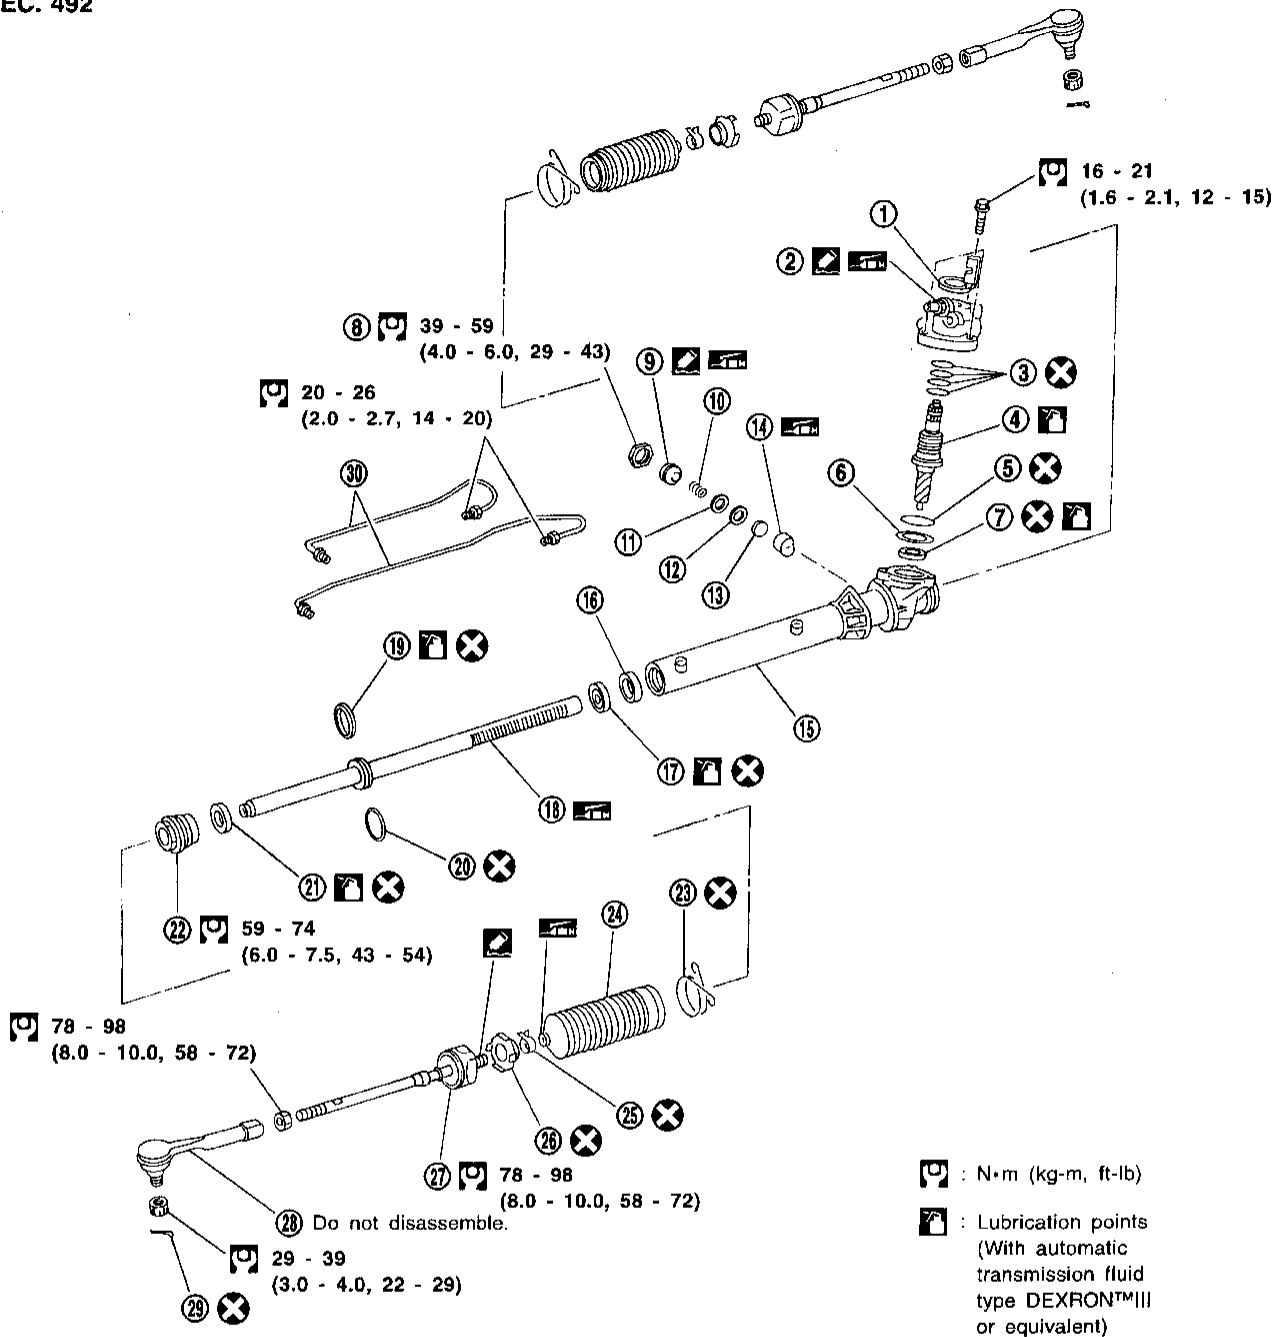 EC. 492
16 - 21
(1.6 - 2.1, 12 - 15)
1
2
8 39 - 59
(4.0 - 6.0, 29 - 43)
9
3
20 - 26
(2.0 - 2.7, 14 - 20)
10
14
4
30
6
5
11
7
12
13
16
19
15
17
18
20
21
22 59 - 74
(6.0 - 7.5, 43 - 54)
23
24
78 - 98
(8.0 - 10.0, 58 - 72)
25
26
27 78 - 98
(8.0 - 10.0, 58 - 72)
28 Do not disassemble.
29 - 39
(3.0 - 4.0, 22 - 29)
29
: N•m (kg-m, ft-lb)
: Lubrication points
(With automatic
transmission fluid
type DEXRON™III
or equivalent)